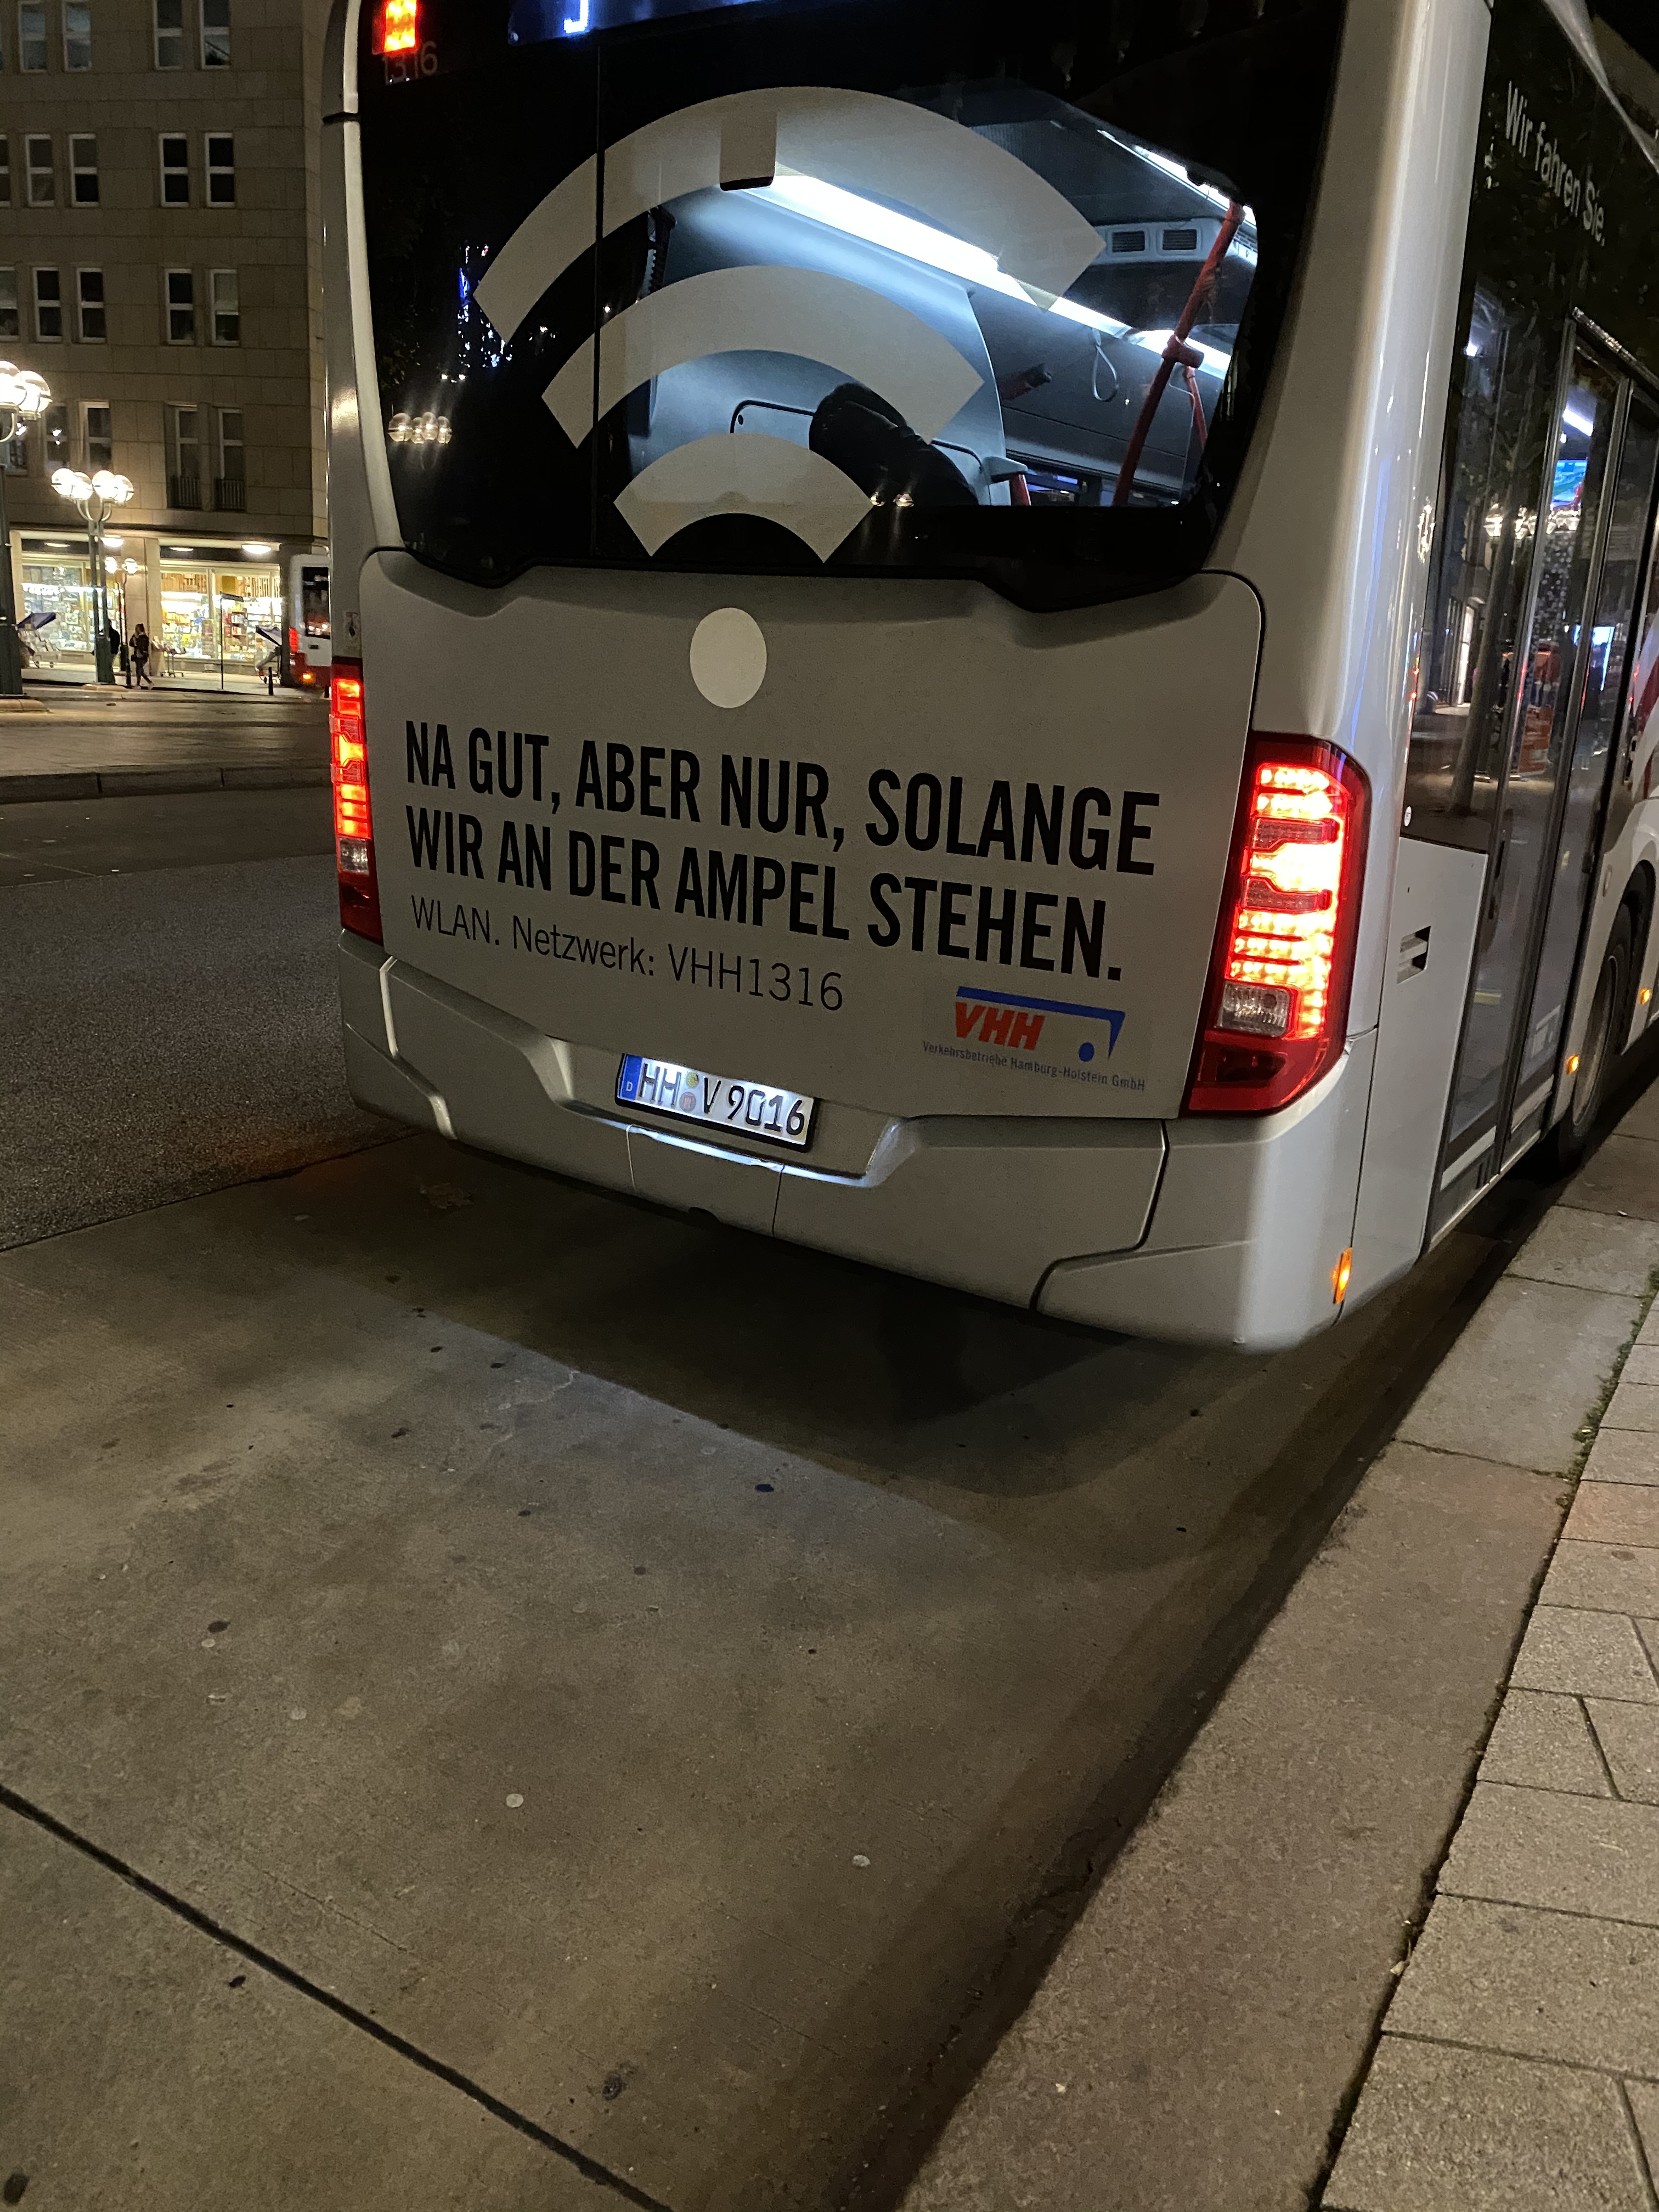 1316
Wir fahren Sie.
NA GUT, ABER NUR, SOLANGE
WIR AN DER AMPEL STEHEN.
WLAN. Netzwerk: VHH1316
VHH
Verkehrsbetriebe Hamburg-Holstein GmbH
D
HH V 9016